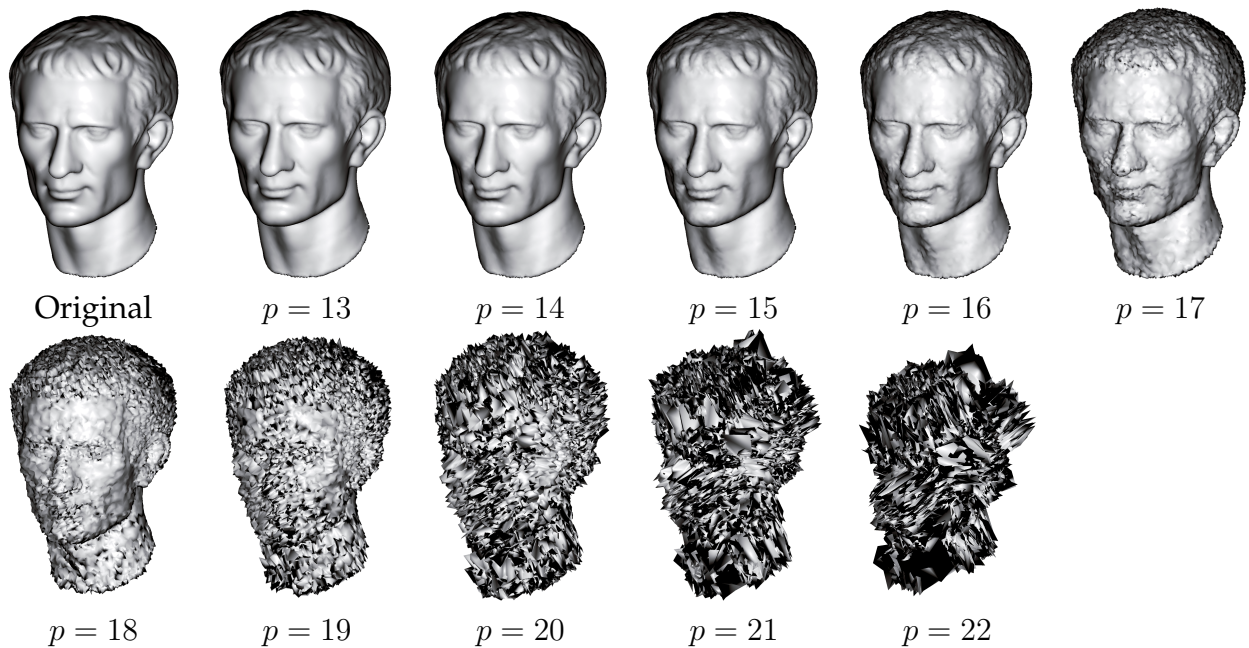 Original p = 13 p = 14 p = 15 p = 16 p = 17
p = 18 p = 19 p = 20 p = 21 p = 22